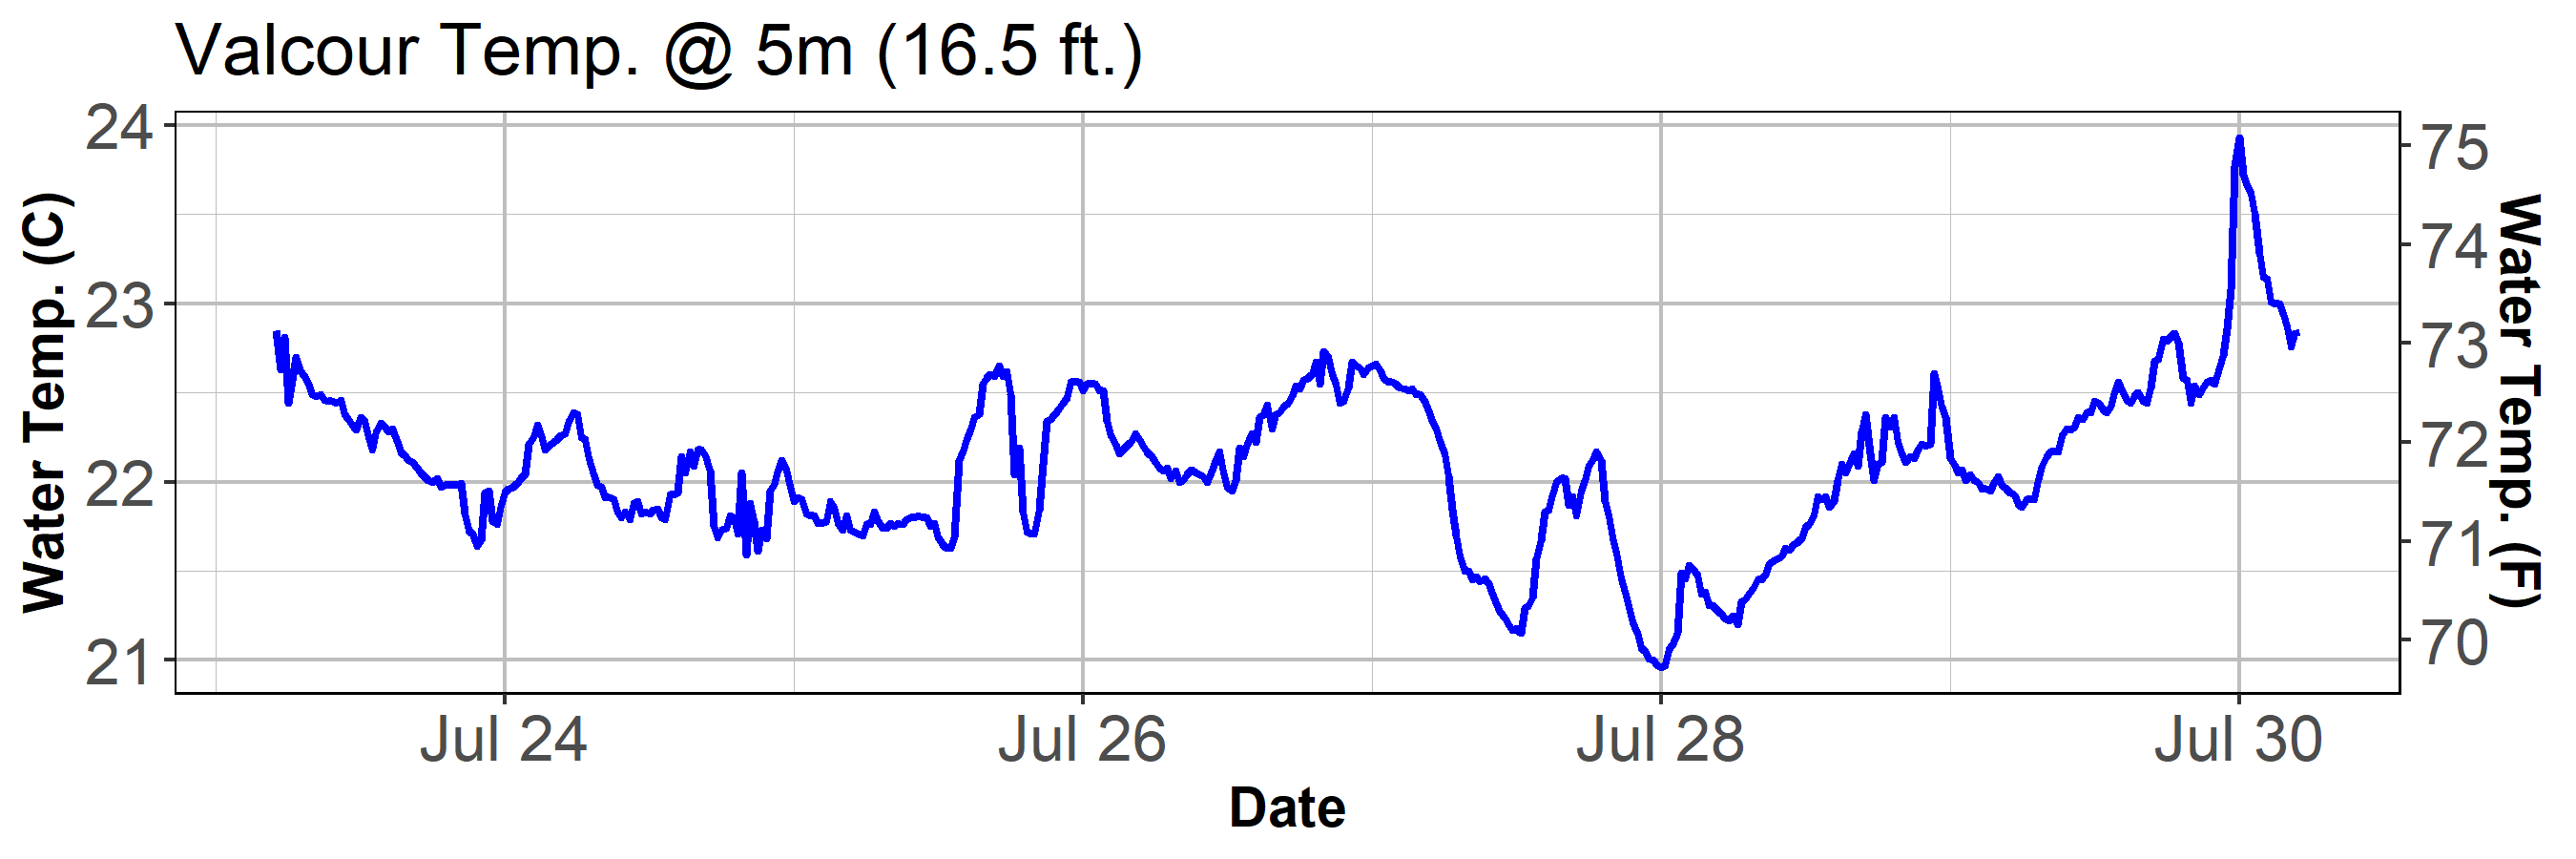 Valcour Temp. @ 5m (16.5 ft.)
Water Temp. (C)
24
23
22
21
75
74
73
72
71
70
Water Temp. (F)
Jul 24 Jul 26 Jul 28 Jul 30
Date